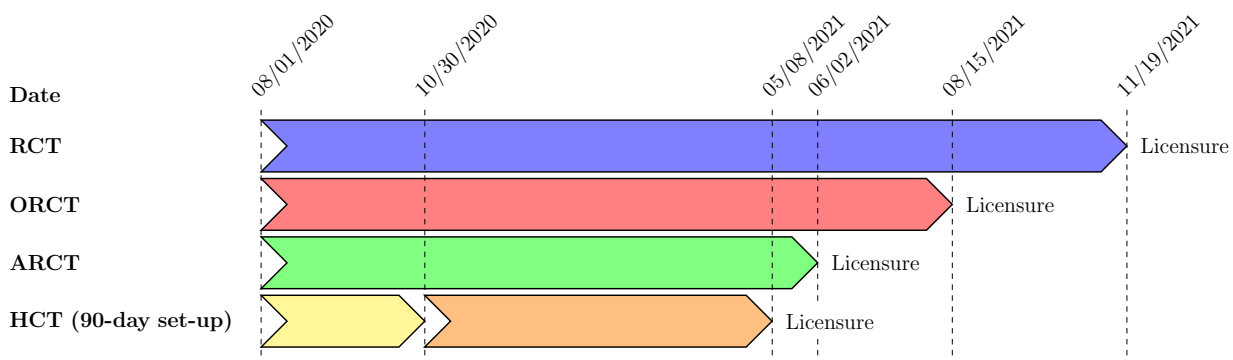 08/01/2020 10/30/2020 05/08/2021 06/02/2021 08/15/2021 11/19/2021
Date
RCT Licensure
ORCT Licensure
ARCT Licensure
HCT (90-day set-up) Licensure